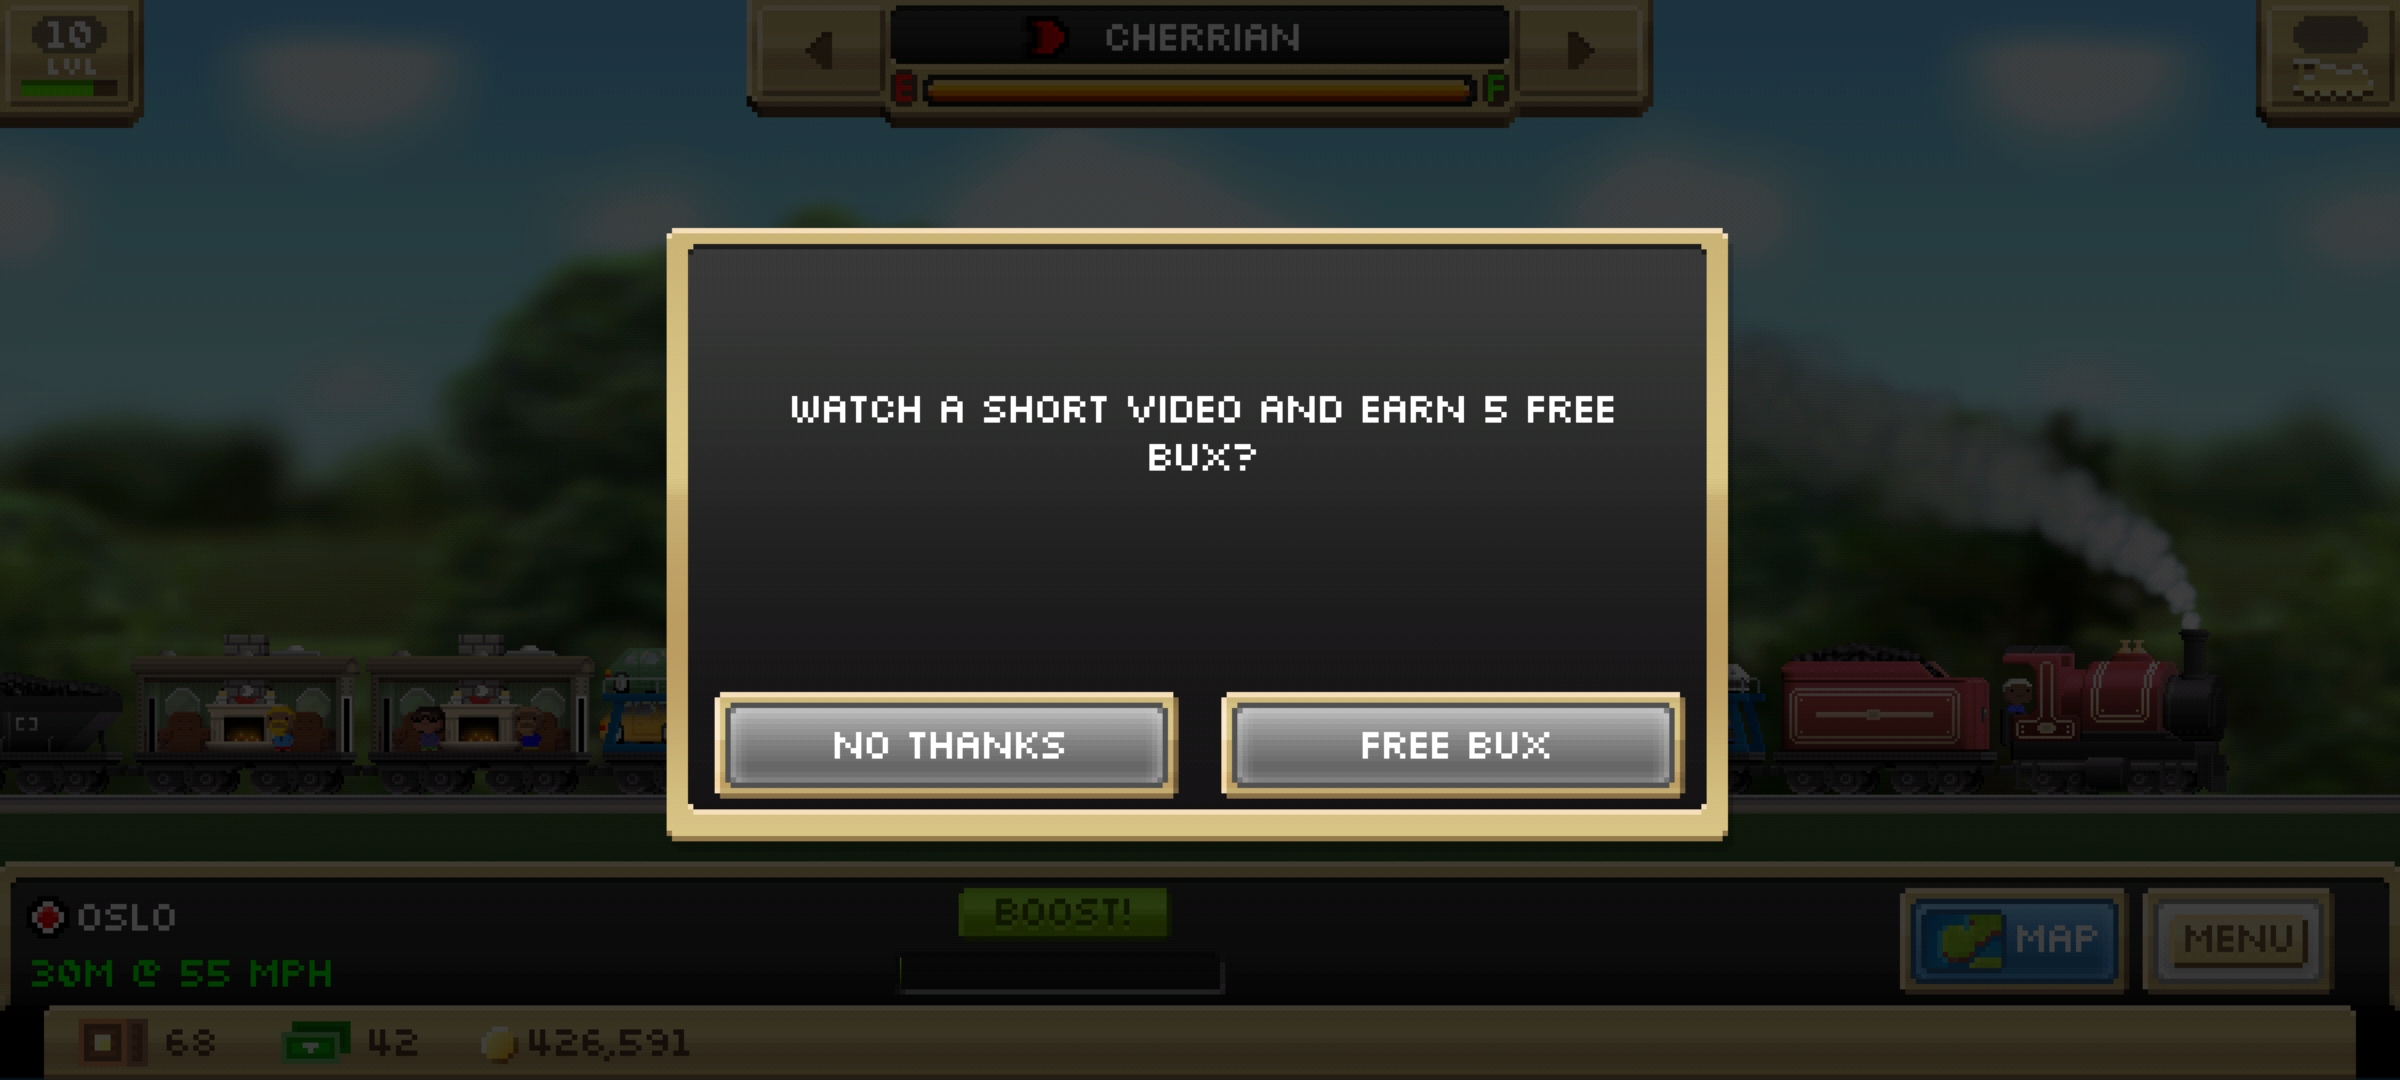 10
LVL
CHERRIAN
E F
WATCH A SHORT VIDEO AND EARN 5 FREE
BUX?
NO THANKS FREE BUX
OSLO BOOST! MAP MENU
30M @ 55 MPH
68 42 426,591